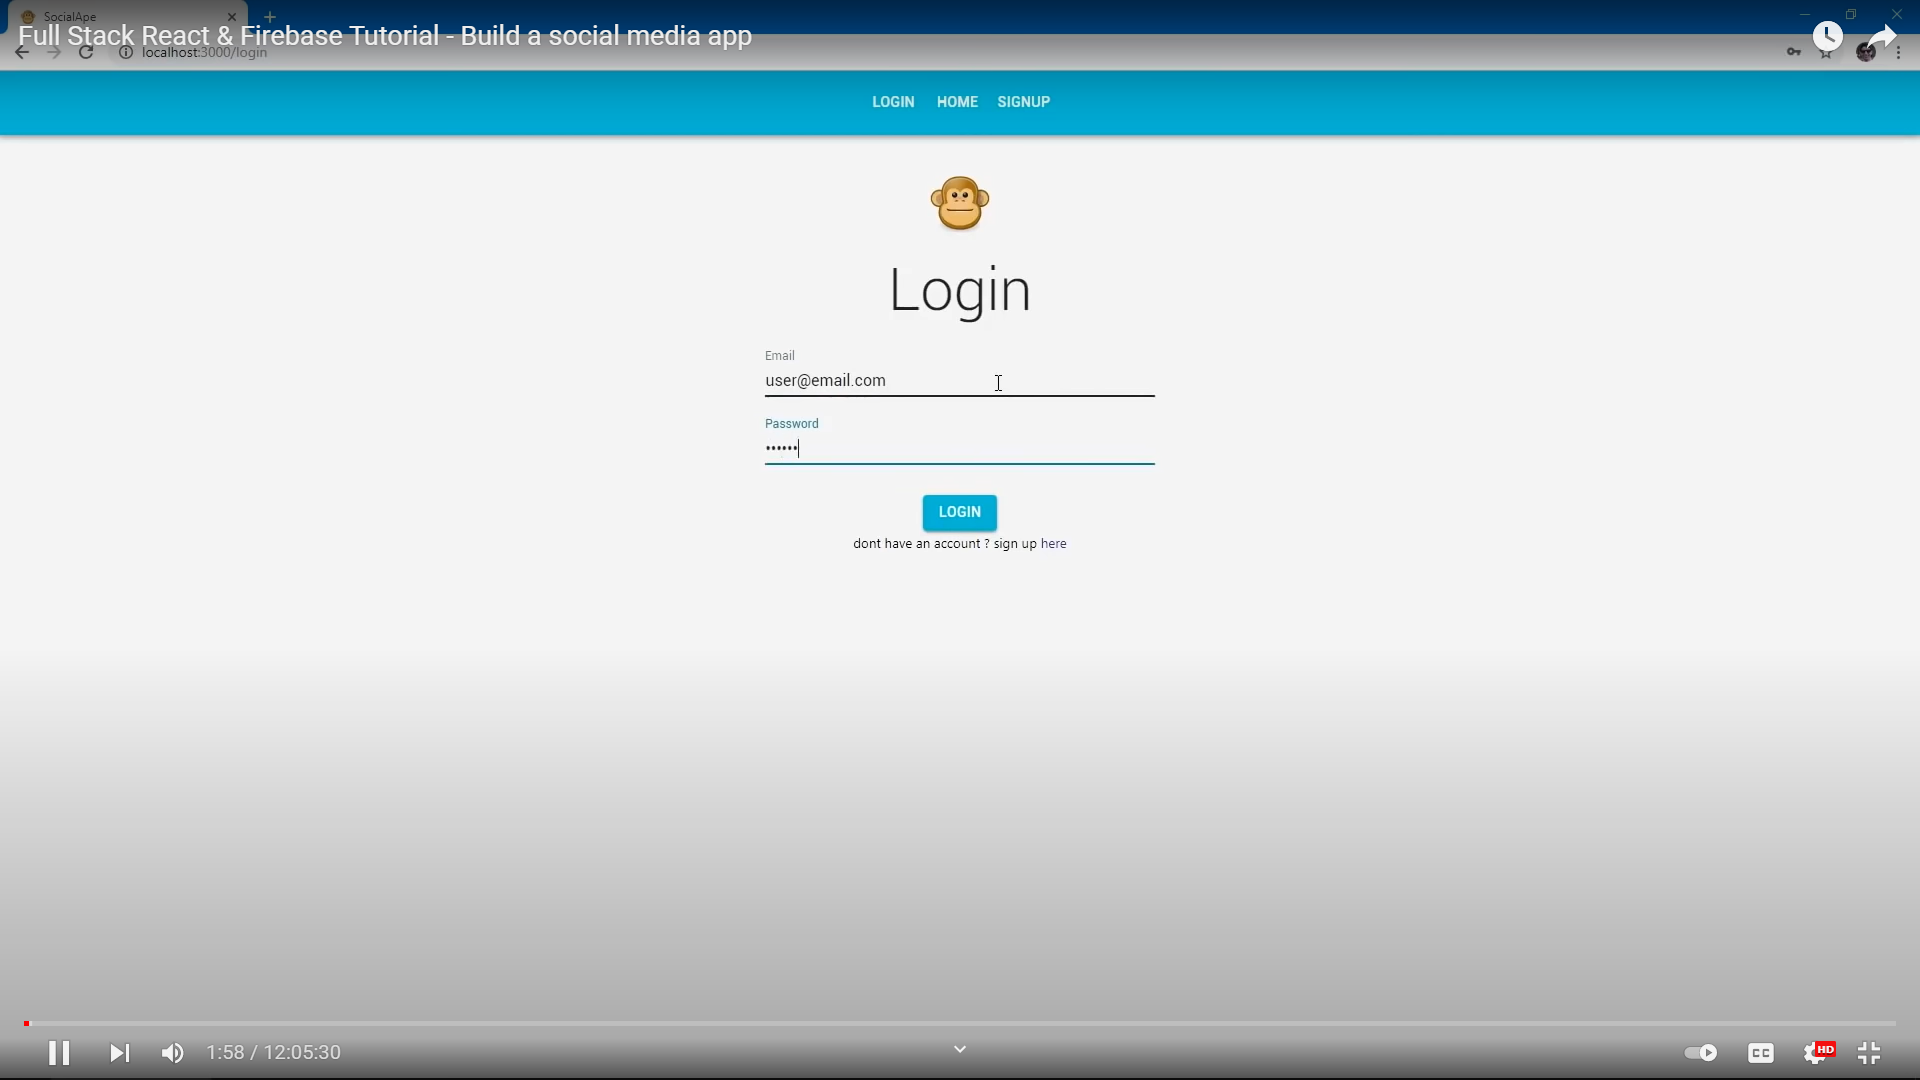 SocialApe
Full Stack React & Firebase Tutorial - Build a social media app
localhost:3000/login
LOGIN HOME SIGNUP
Login
Email
user@email.com
Password
••••••
LOGIN
dont have an account ? sign up here
1:58 / 12:05:30
CC
HD